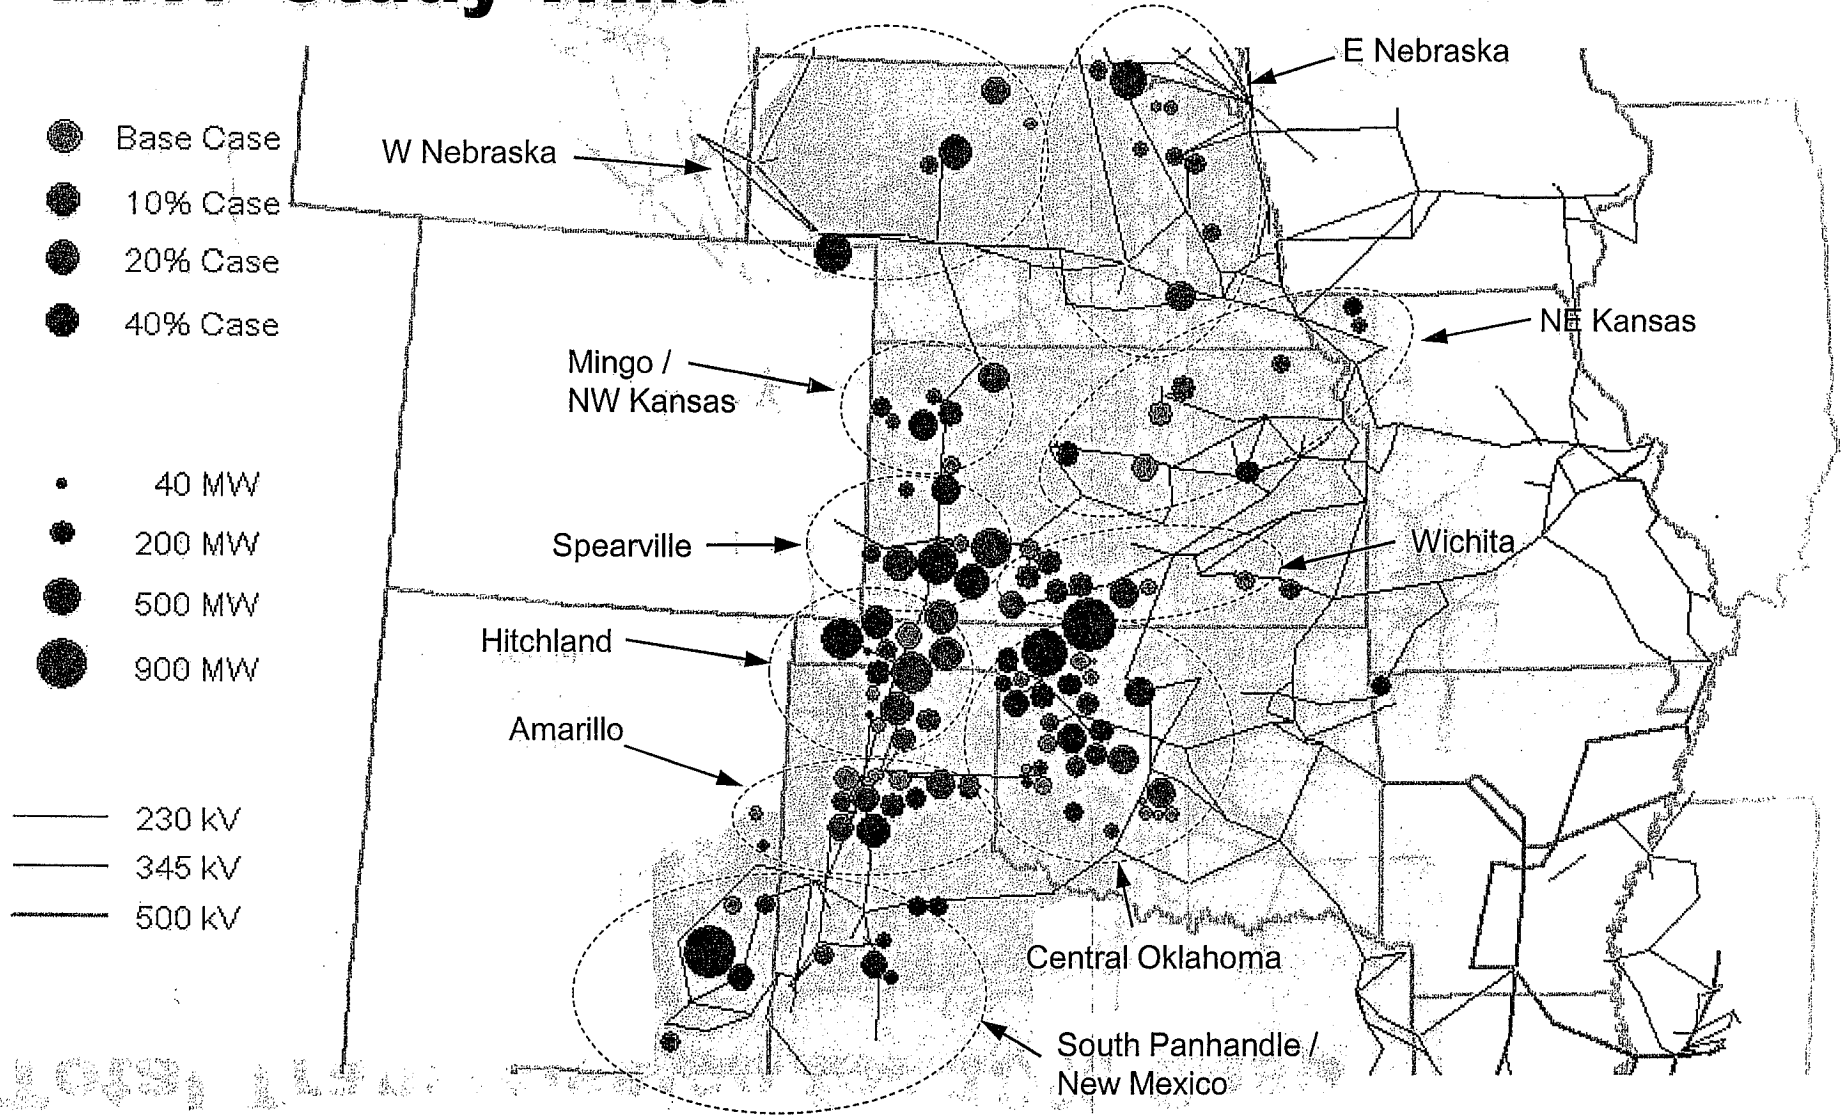 E Nebraska
Base Case
W Nebraska
10% Case
20% Case
40% Case
NE Kansas
Mingo /
NW Kansas
40 MW
200 MW
Spearville
Wichita
500 MW
Hitchland
900 MW
Amarillo
230 kV
345 kV
500 kV
Central Oklahoma
South Panhandle /
New Mexico